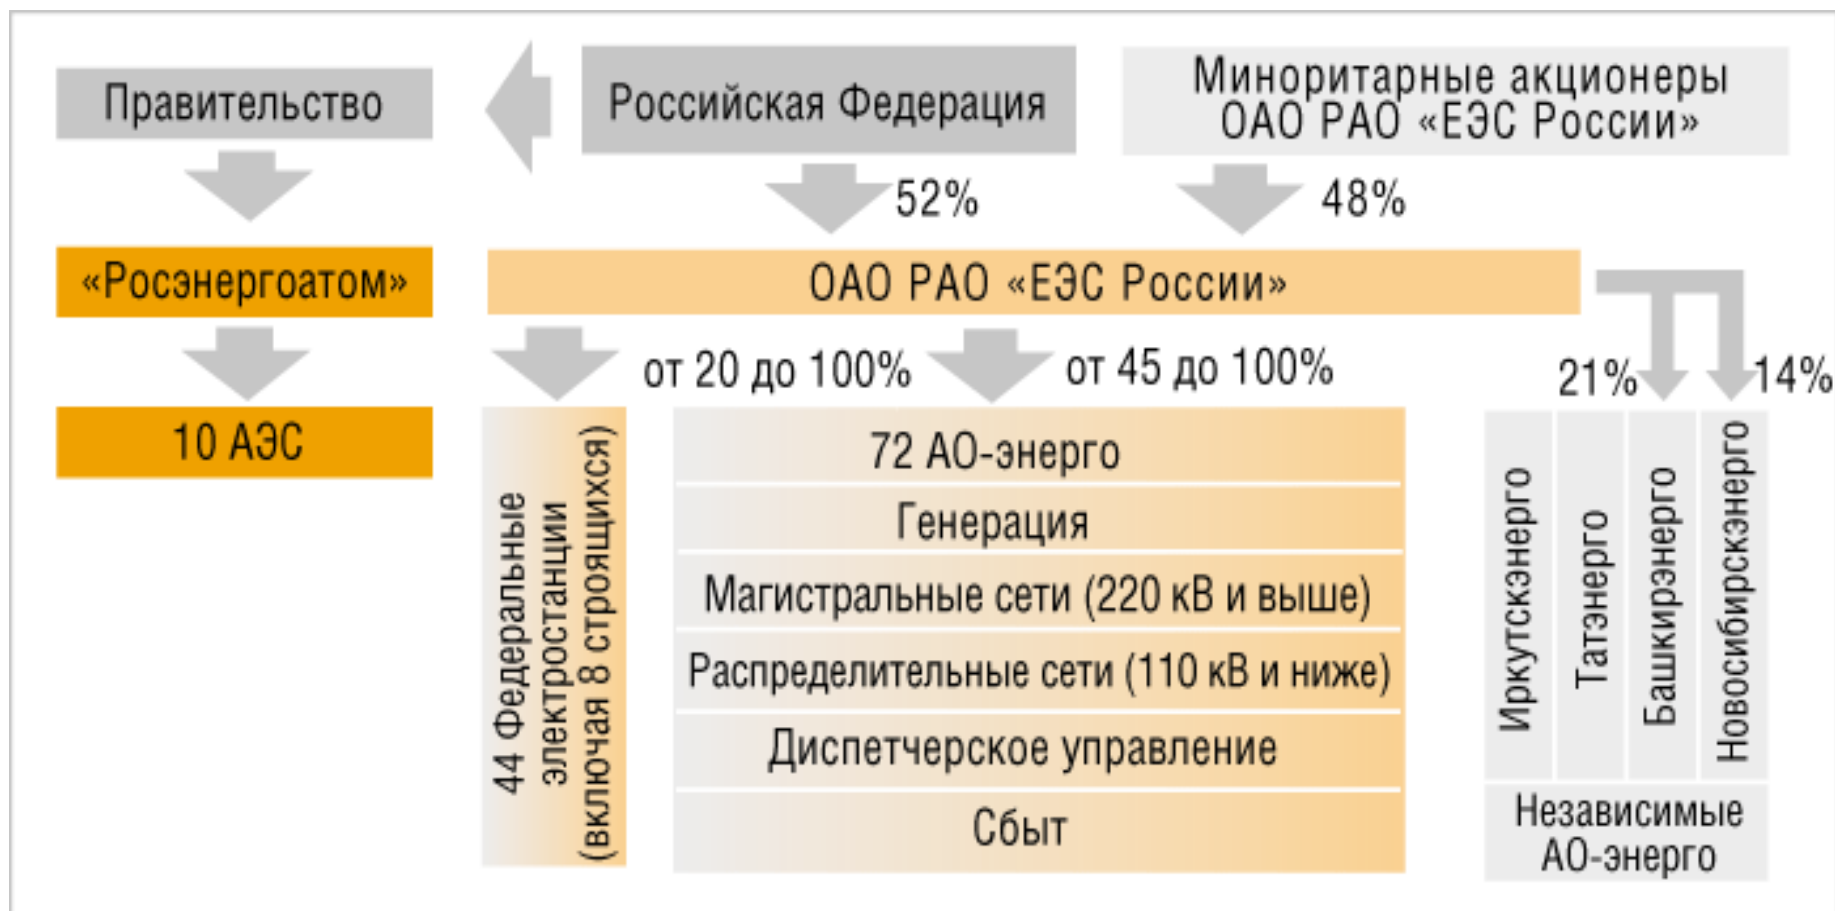 Правительство
Российская Федерация
Миноритарные акционеры
ОАО РАО «ЕЭС России»
52%
48%
«Росэнергоатом»
ОАО РАО «ЕЭС России»
от 20 до 100%
от 45 до 100%
21%
14%
10 АЭС
44 Федеральные
электростанции
(включая 8 строящихся)
72 АО-энерго
Генерация
Магистральные сети (220 кВ и выше)
Распределительные сети (110 кВ и ниже)
Диспетчерское управление
Сбыт
Иркутскэнерго
Татэнерго
Башкирэнерго
Новосибирскэнерго
Независимые
АО-энерго